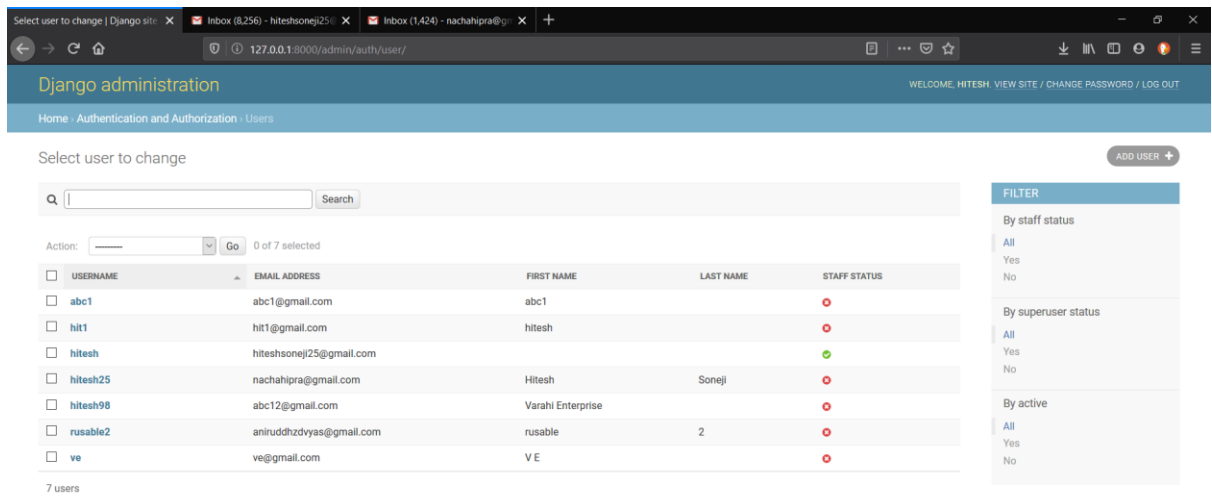 Select user to change | Django site
Inbox (8,256) - hiteshsoneji25@
Inbox (1,424) - nachahipra@gm
127.0.0.1:8000/admin/auth/user/
Django administration
WELCOME, HITESH. VIEW SITE / CHANGE PASSWORD / LOG OUT
Home › Authentication and Authorization › Users
Select user to change
ADD USER +
Search
Action: --------- Go 0 of 7 selected
USERNAME EMAIL ADDRESS FIRST NAME LAST NAME STAFF STATUS
abc1 abc1@gmail.com abc1
hit1 hit1@gmail.com hitesh
hitesh hiteshsoneji25@gmail.com
hitesh25 nachahipra@gmail.com Hitesh Soneji
hitesh98 abc12@gmail.com Varahi Enterprise
rusable2 aniruddhzdvyas@gmail.com rusable 2
ve ve@gmail.com V E
7 users
FILTER
By staff status
All
Yes
No
By superuser status
All
Yes
No
By active
All
Yes
No